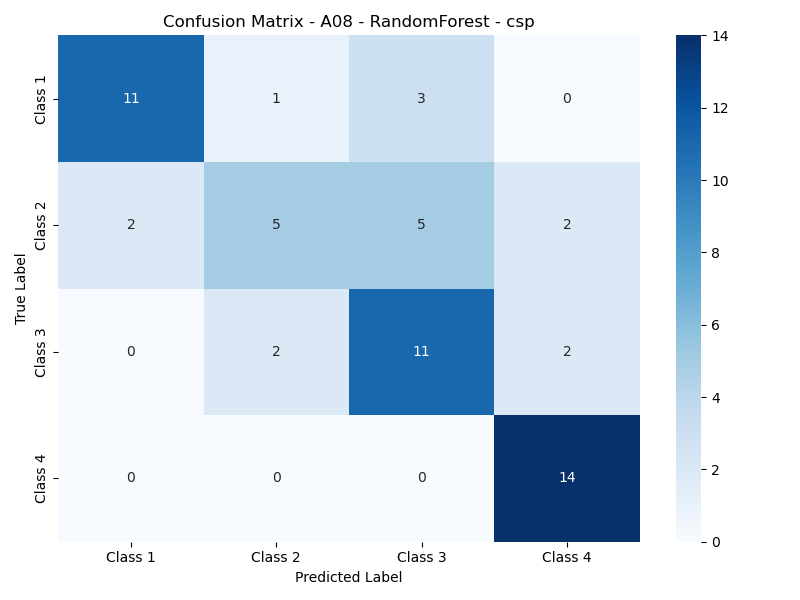 Confusion Matrix - A08 - RandomForest - csp
True Label
Class 1
11 1 3 0
Class 2
2 5 5 2
Class 3
0 2 11 2
Class 4
0 0 0 14
Class 1 Class 2 Class 3 Class 4
Predicted Label
14
12
10
8
6
4
2
0